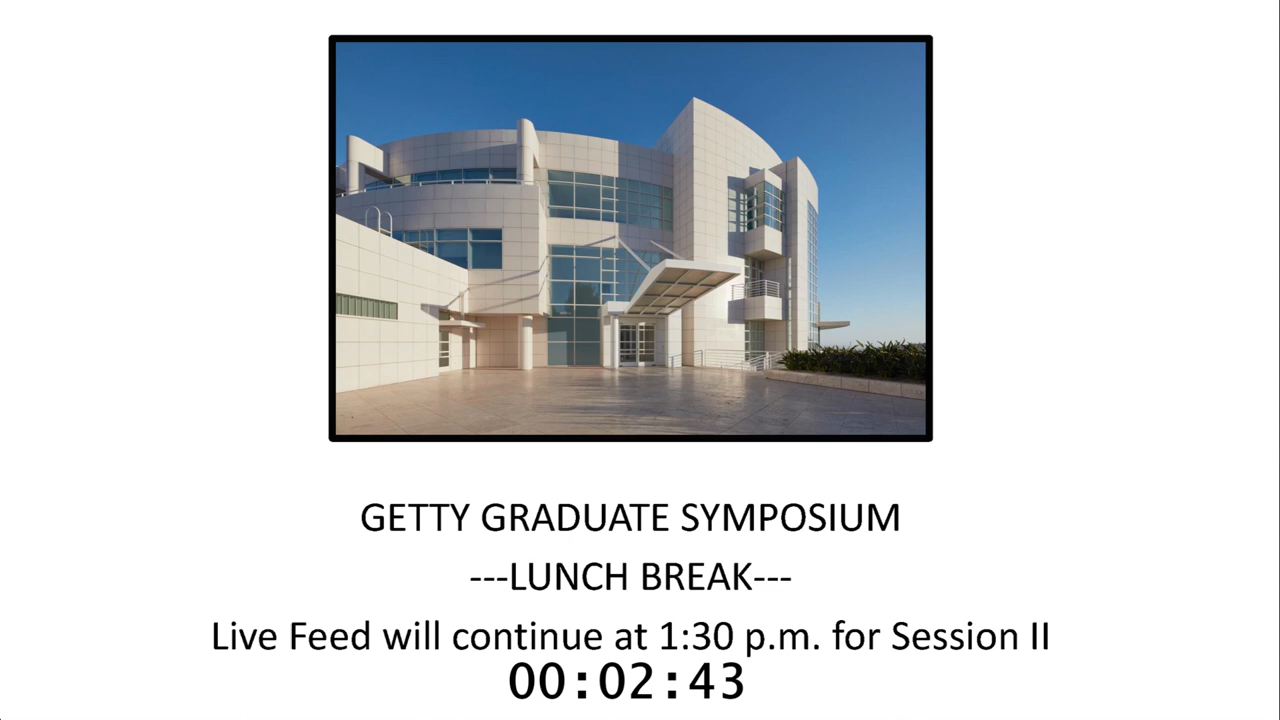 GETTY GRADUATE SYMPOSIUM
---LUNCH BREAK---
Live Feed will continue at 1:30 p.m. for Session II
00:02:43